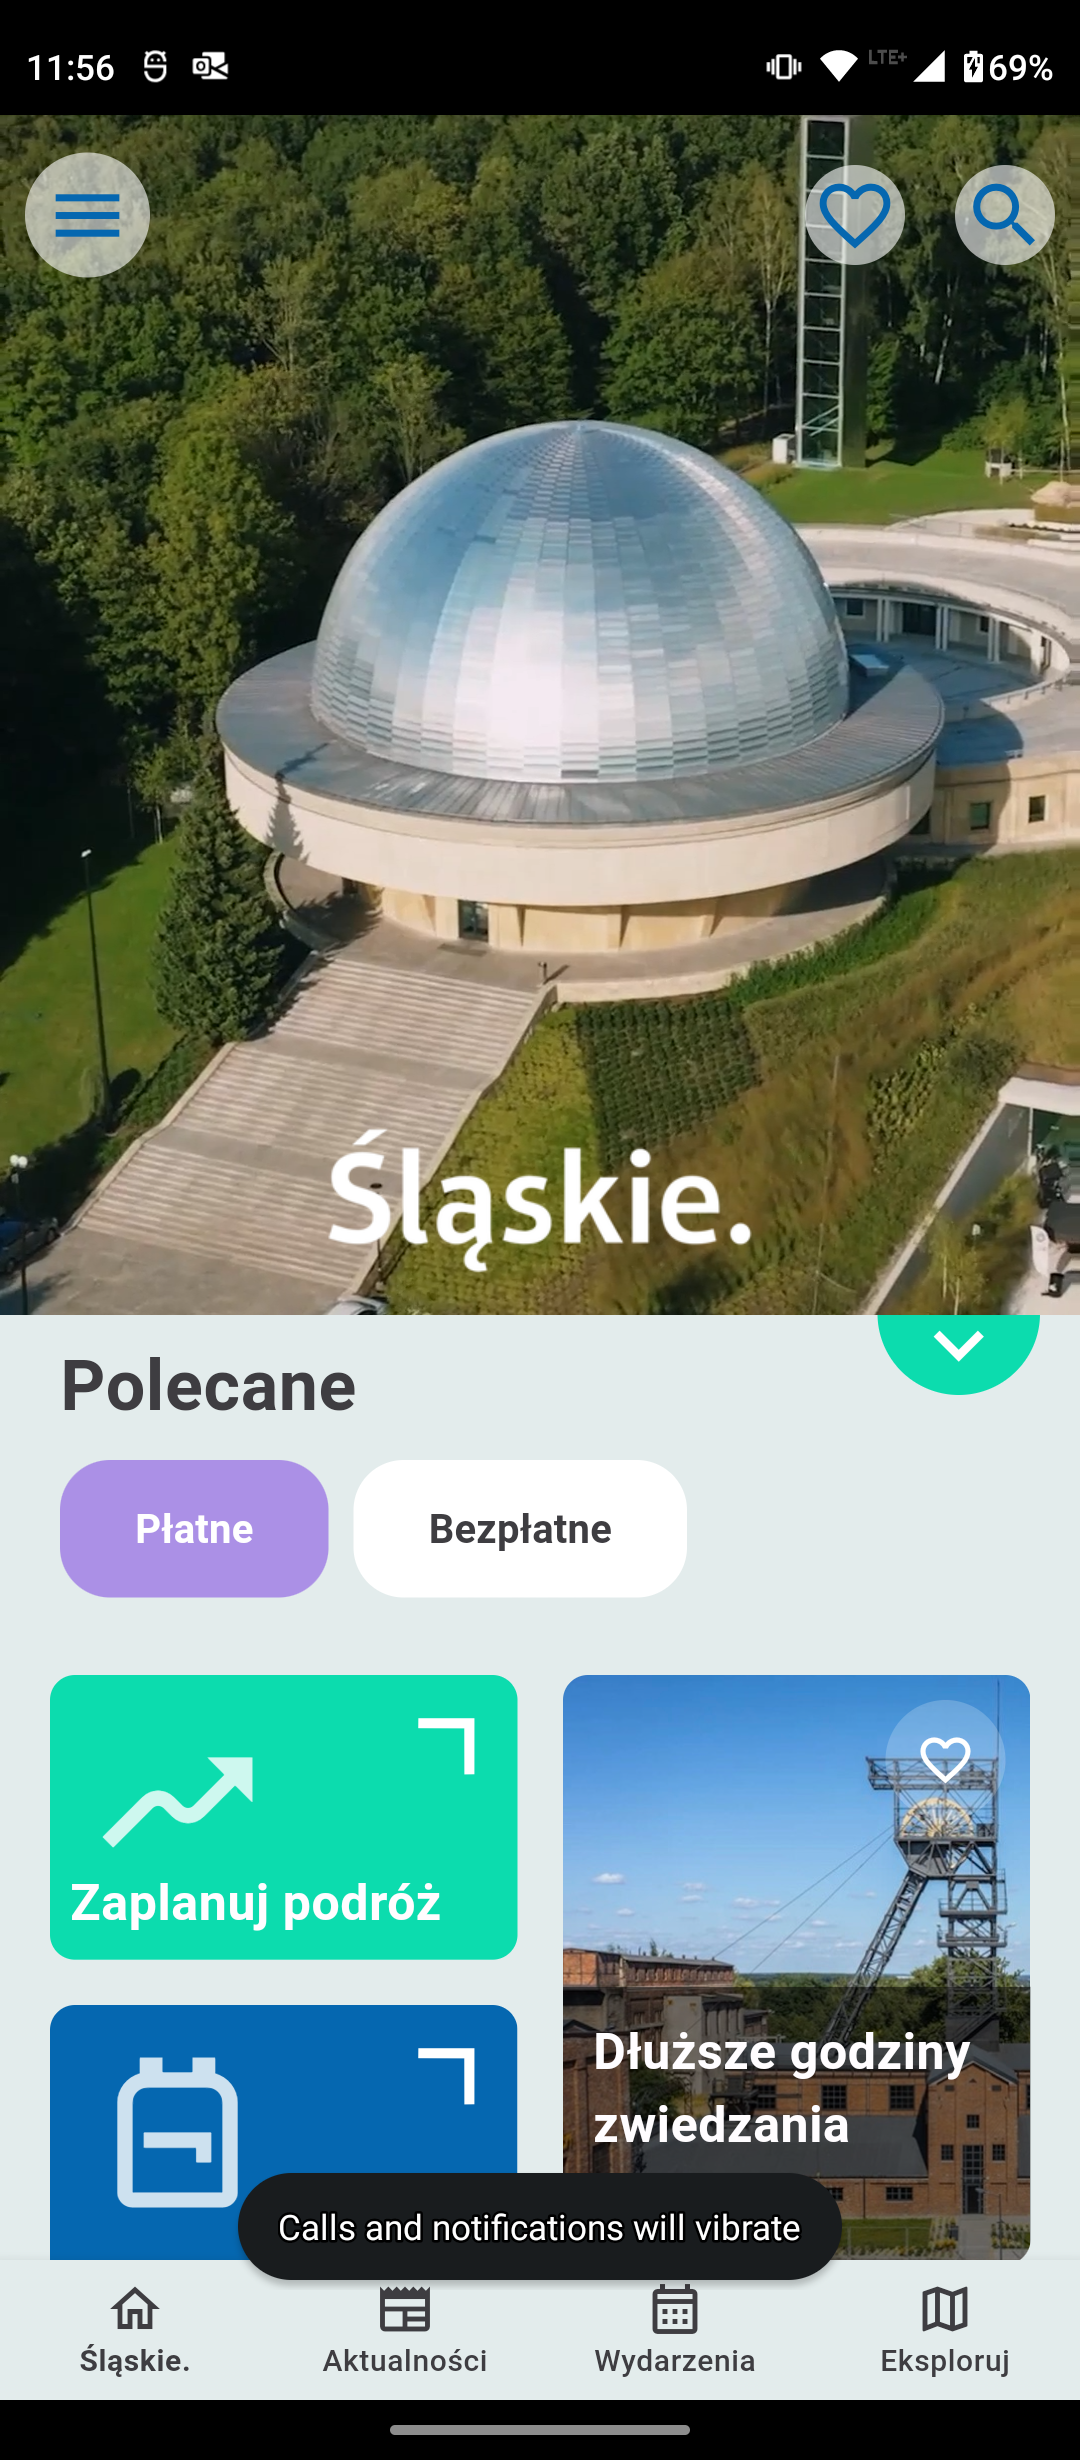 11:56
LTE+
69%
Śląskie.
Polecane
Płatne
Bezpłatne
Zaplanuj podróż
Dłuższe godziny
zwiedzania
Calls and notifications will vibrate
Śląskie.
Aktualności
Wydarzenia
Eksploruj